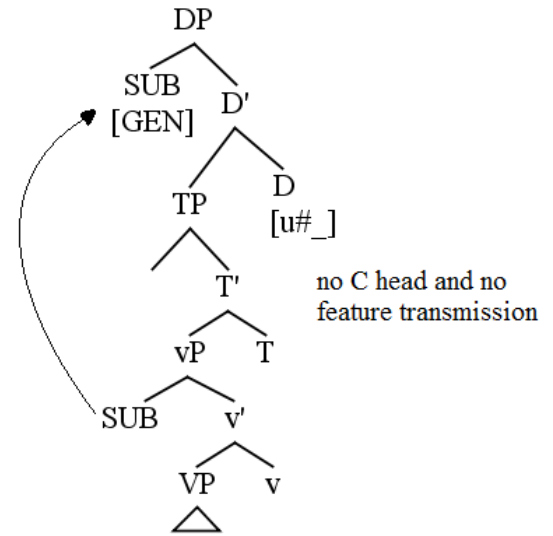 DP
SUB
D'
[GEN]
TP
D
[u#_]
T'
no C head and no
feature transmission
vP
T
SUB
v'
VP
v